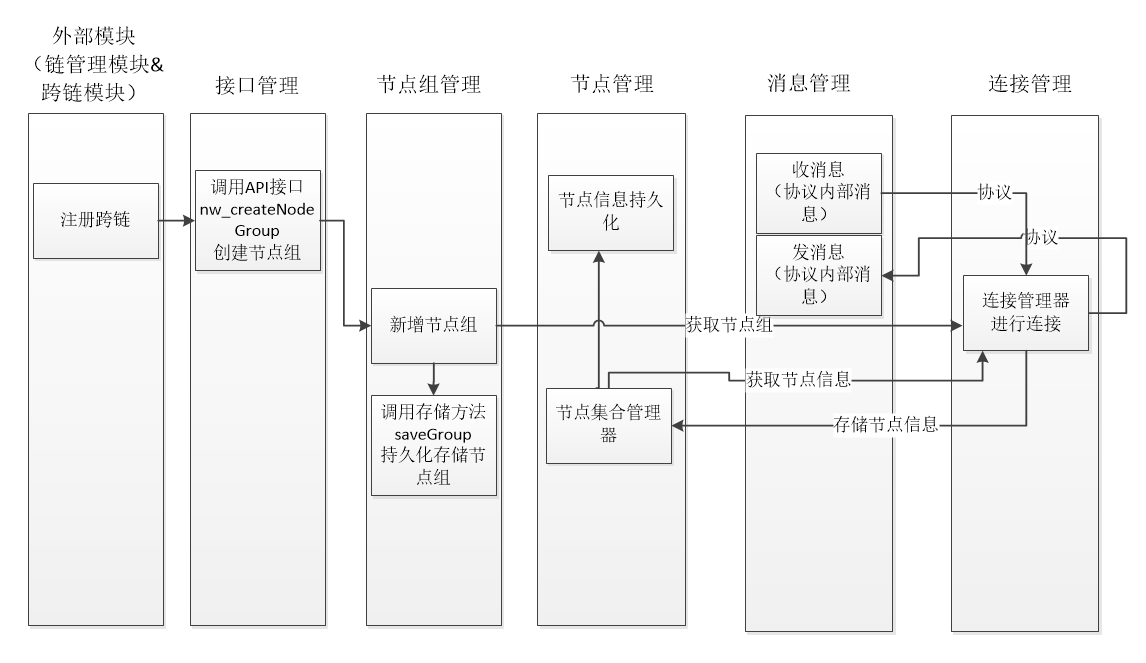 外部模块
（链管理模块&
跨链模块）
接口管理
节点组管理
节点管理
消息管理
连接管理
注册跨链
调用API接口
nw_createNode
Group
创建节点组
新增节点组
调用存储方法
saveGroup
持久化存储节
点组
节点信息持久
化
节点集合管理
器
收消息
（协议内部消
息）
发消息
（协议内部消
息）
协议
协议
连接管理器
进行连接
获取节点组
获取节点信息
存储节点信息